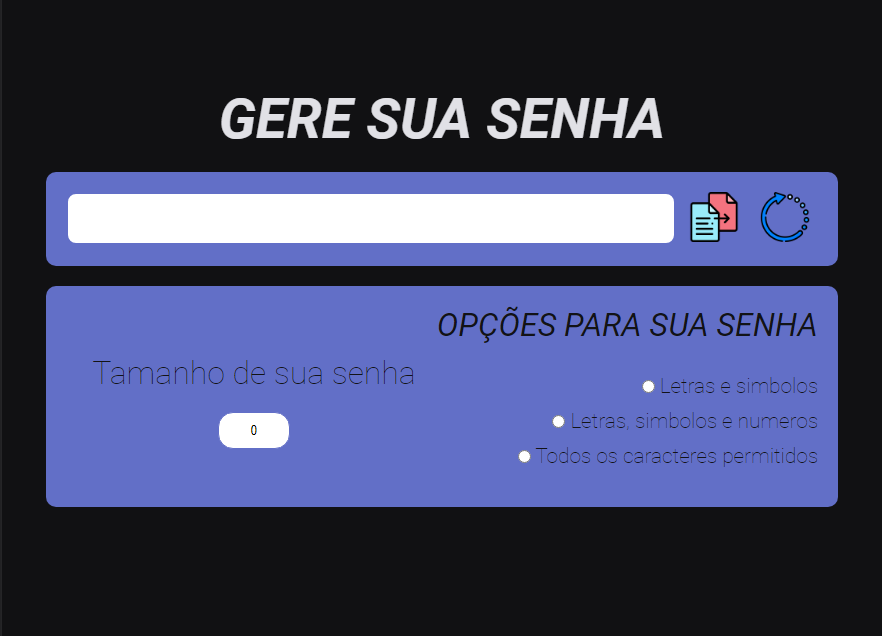 GERE SUA SENHA
OPÇÕES PARA SUA SENHA
Tamanho de sua senha
0
Letras e simbolos
Letras, simbolos e numeros
Todos os caracteres permitidos